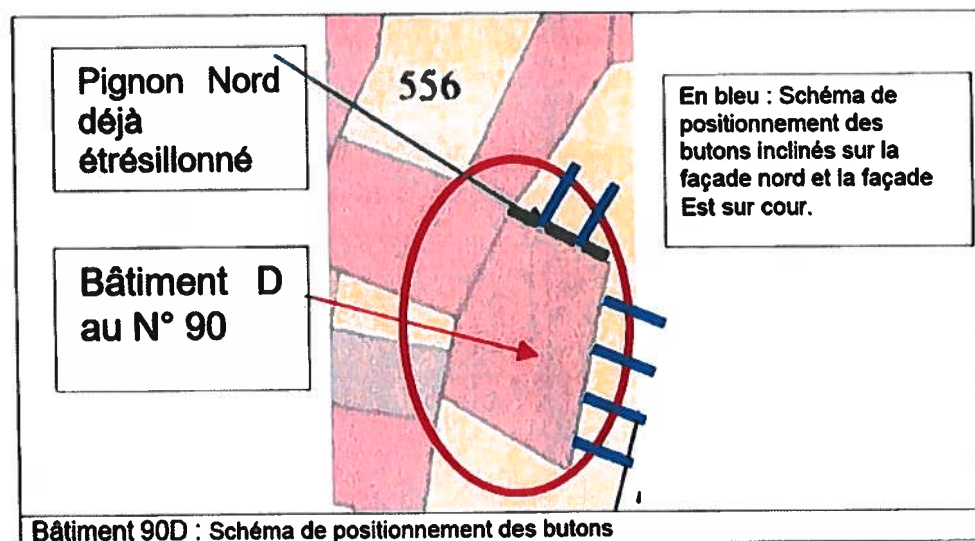 Pignon Nord
déjà
étrésillonné
556
En bleu : Schéma de
positionnement des
butons inclinés sur la
façade nord et la façade
Est sur cour.
Bâtiment D
au N° 90
Bâtiment 90D : Schéma de positionnement des butons